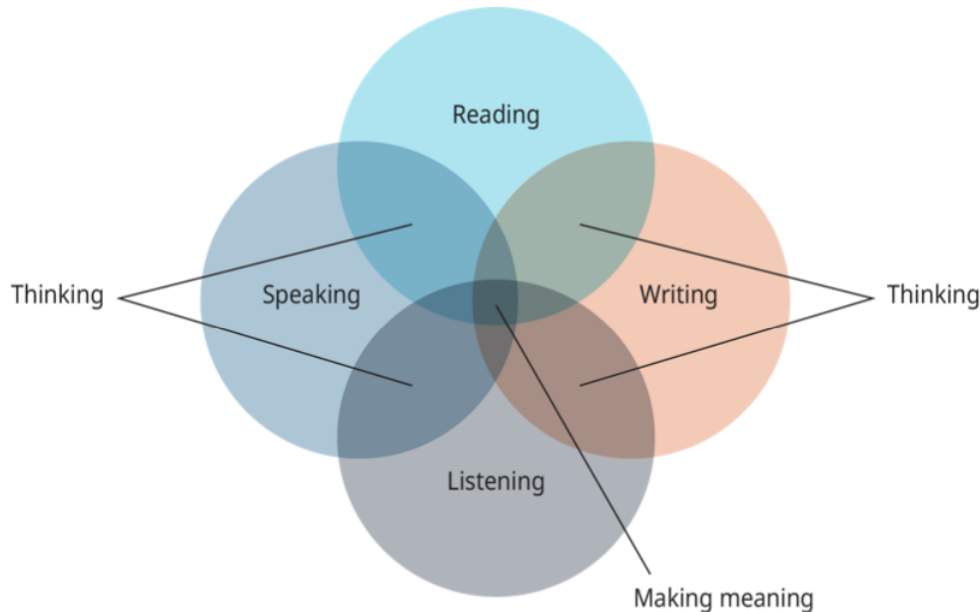 Reading
Thinking
Speaking
Writing
Thinking
Listening
Making meaning